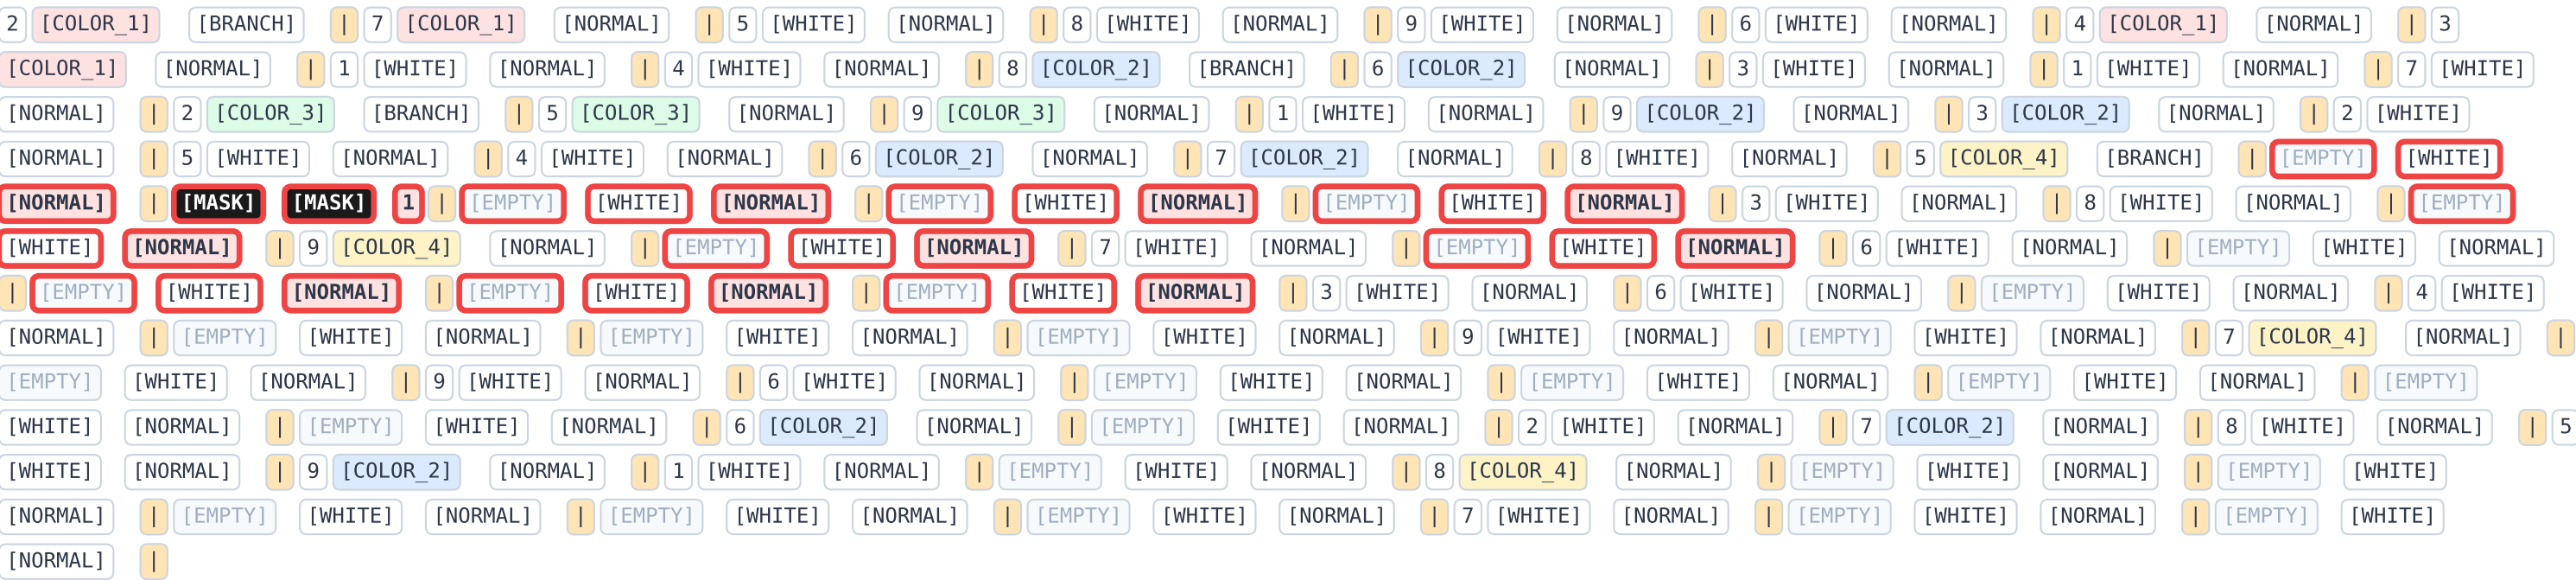 2 [COLOR_1] [BRANCH] | 7 [COLOR_1] [NORMAL] | 5 [WHITE] [NORMAL] | 8 [WHITE] [NORMAL] | 9 [WHITE] [NORMAL] | 6 [WHITE] [NORMAL] | 4 [COLOR_1] [NORMAL] | 3
[COLOR_1] [NORMAL] | 1 [WHITE] [NORMAL] | 4 [WHITE] [NORMAL] | 8 [COLOR_2] [BRANCH] | 6 [COLOR_2] [NORMAL] | 3 [WHITE] [NORMAL] | 1 [WHITE] [NORMAL] | 7 [WHITE]
[NORMAL] | 2 [COLOR_3] [BRANCH] | 5 [COLOR_3] [NORMAL] | 9 [COLOR_3] [NORMAL] | 1 [WHITE] [NORMAL] | 9 [COLOR_2] [NORMAL] | 3 [COLOR_2] [NORMAL] | 2 [WHITE]
[NORMAL] | 5 [WHITE] [NORMAL] | 4 [WHITE] [NORMAL] | 6 [COLOR_2] [NORMAL] | 7 [COLOR_2] [NORMAL] | 8 [WHITE] [NORMAL] | 5 [COLOR_4] [BRANCH] | [EMPTY] [WHITE]
[NORMAL] | [MASK] [MASK] 1 | [EMPTY] [WHITE] [NORMAL] | [EMPTY] [WHITE] [NORMAL] | [EMPTY] [WHITE] [NORMAL] | 3 [WHITE] [NORMAL] | 8 [WHITE] [NORMAL] | [EMPTY]
[WHITE] [NORMAL] | 9 [COLOR_4] [NORMAL] | [EMPTY] [WHITE] [NORMAL] | 7 [WHITE] [NORMAL] | [EMPTY] [WHITE] [NORMAL] | 6 [WHITE] [NORMAL] | [EMPTY] [WHITE] [NORMAL]
| [EMPTY] [WHITE] [NORMAL] | [EMPTY] [WHITE] [NORMAL] | [EMPTY] [WHITE] [NORMAL] | 3 [WHITE] [NORMAL] | 6 [WHITE] [NORMAL] | [EMPTY] [WHITE] [NORMAL] | 4 [WHITE]
[NORMAL] | [EMPTY] [WHITE] [NORMAL] | [EMPTY] [WHITE] [NORMAL] | [EMPTY] [WHITE] [NORMAL] | 9 [WHITE] [NORMAL] | [EMPTY] [WHITE] [NORMAL] | 7 [COLOR_4] [NORMAL] |
[EMPTY] [WHITE] [NORMAL] | 9 [WHITE] [NORMAL] | 6 [WHITE] [NORMAL] | [EMPTY] [WHITE] [NORMAL] | [EMPTY] [WHITE] [NORMAL] | [EMPTY] [WHITE] [NORMAL] | [EMPTY]
[WHITE] [NORMAL] | [EMPTY] [WHITE] [NORMAL] | 6 [COLOR_2] [NORMAL] | [EMPTY] [WHITE] [NORMAL] | 2 [WHITE] [NORMAL] | 7 [COLOR_2] [NORMAL] | 8 [WHITE] [NORMAL] | 5
[WHITE] [NORMAL] | 9 [COLOR_2] [NORMAL] | 1 [WHITE] [NORMAL] | [EMPTY] [WHITE] [NORMAL] | 8 [COLOR_4] [NORMAL] | [EMPTY] [WHITE] [NORMAL] | [EMPTY] [WHITE]
[NORMAL] | [EMPTY] [WHITE] [NORMAL] | [EMPTY] [WHITE] [NORMAL] | [EMPTY] [WHITE] [NORMAL] | 7 [WHITE] [NORMAL] | [EMPTY] [WHITE] [NORMAL] | [EMPTY] [WHITE]
[NORMAL] |